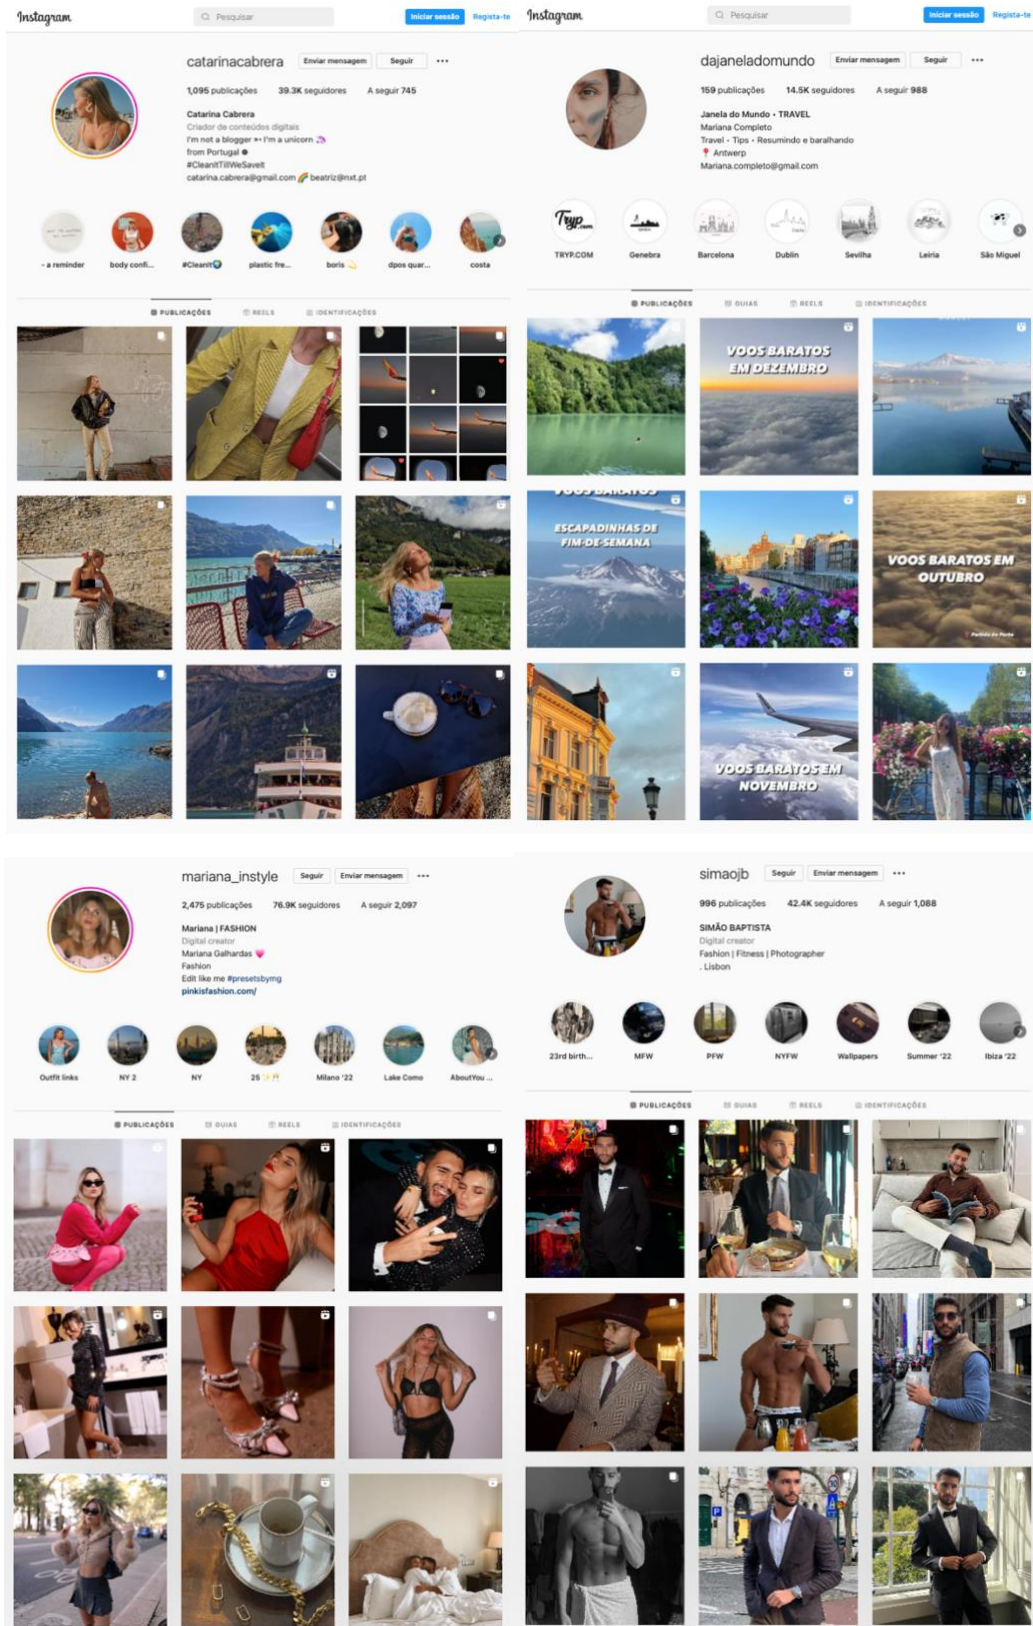 Instagram
Pesquisar
Iniciar sessão
Regista-te
catarinacabrera
Enviar mensagem
Seguir
1,095 publicações 39.3K seguidores A seguir 745
Catarina Cabrera
Criador de conteúdos digitais
I'm not a blogger ➳ I'm a unicorn 🦄
from Portugal
#CleanItTillWeSaveIt
catarina.cabrera@gmail.com 🌈 beatriz@nxt.pt
- a reminder
body confi...
#CleanIt🌍
plastic fre...
boris 💫
dpos quar...
costa
PUBLICAÇÕES
REELS
IDENTIFICAÇÕES
Instagram
Pesquisar
Iniciar sessão
Regista-te
dajaneladomundo
Enviar mensagem
Seguir
159 publicações 14.5K seguidores A seguir 988
Janela do Mundo • TRAVEL
Mariana Completo
Travel • Tips • Resumindo e baralhando
📍 Antwerp
Mariana.completo@gmail.com
Tryp.com
TRYP.COM
Genebra
Barcelona
Dublin
Sevilha
Leiria
São Miguel
PUBLICAÇÕES
GUIAS
REELS
IDENTIFICAÇÕES
VOOS BARATOS
EM DEZEMBRO
VOOS BARATOS
ESCAPADINHAS DE
FIM-DE-SEMANA
VOOS BARATOS EM
OUTUBRO
📍 Partida do Porto
VOOS BARATOS EM
NOVEMBRO
mariana_instyle
Seguir
Enviar mensagem
2,475 publicações 76.9K seguidores A seguir 2,097
Mariana | FASHION
Digital creator
Mariana Galhardas 💗
Fashion
Edit like me #presetsbymg
pinkisfashion.com/
Outfit links
NY 2
NY
25 ✨🥂
Milano '22
Lake Como
AboutYou ...
PUBLICAÇÕES
GUIAS
REELS
IDENTIFICAÇÕES
simaojb
Seguir
Enviar mensagem
996 publicações 42.4K seguidores A seguir 1,088
SIMÃO BAPTISTA
Digital creator
Fashion | Fitness | Photographer
. Lisbon
23rd birth...
MFW
PFW
NYFW
Wallpapers
Summer '22
Ibiza '22
PUBLICAÇÕES
GUIAS
REELS
IDENTIFICAÇÕES